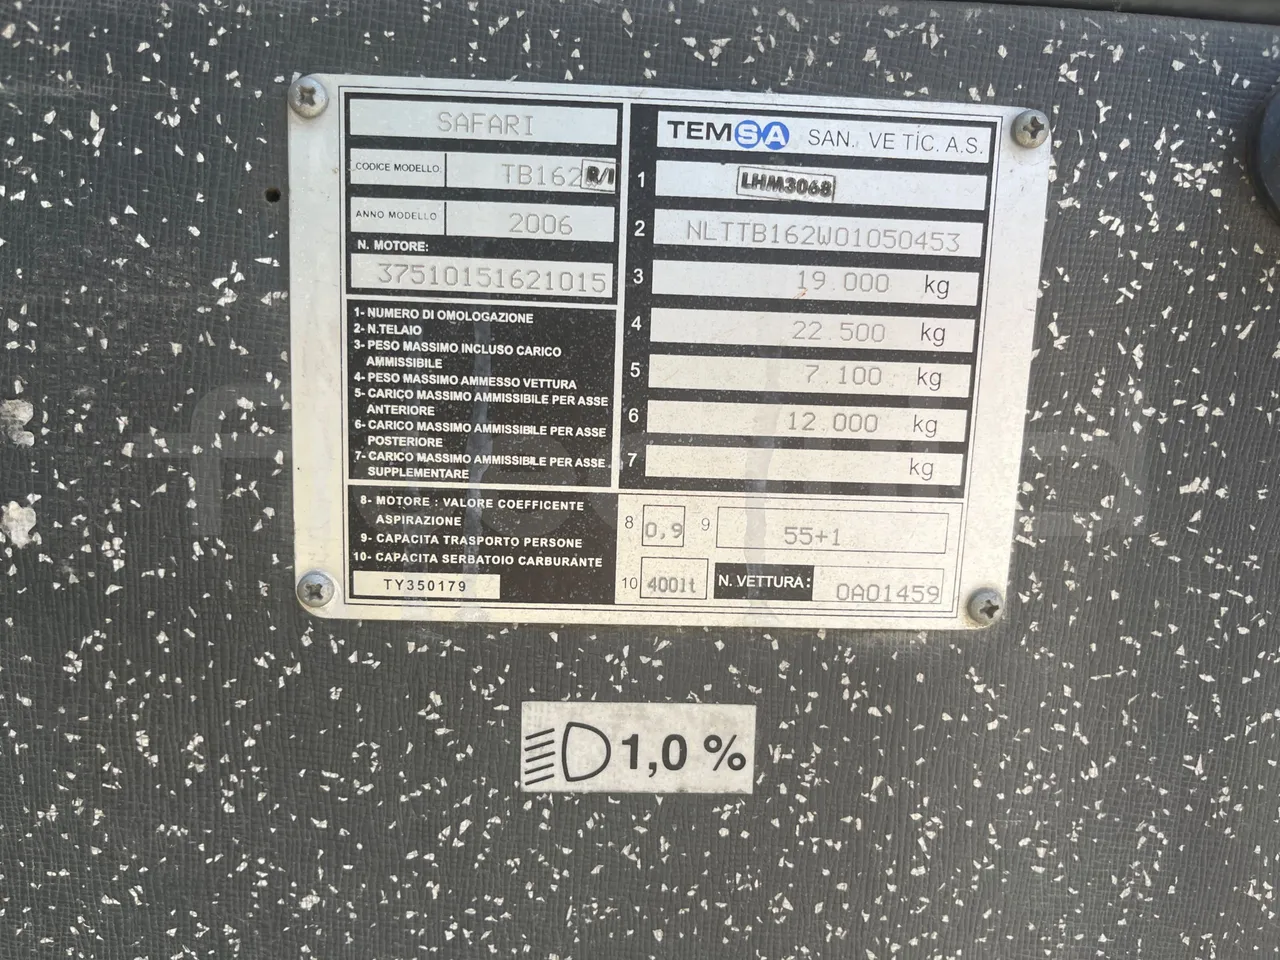 SAFARI
CODICE MODELLO TB162 R/I
ANNO MODELLO 2006
N. MOTORE:
37510151621015
1- NUMERO DI OMOLOGAZIONE
2- N.TELAIO
3- PESO MASSIMO INCLUSO CARICO
AMMISSIBILE
4- PESO MASSIMO AMMESSO VETTURA
5- CARICO MASSIMO AMMISSIBILE PER ASSE
ANTERIORE
6- CARICO MASSIMO AMMISSIBILE PER ASSE
POSTERIORE
7- CARICO MASSIMO AMMISSIBILE PER ASSE
SUPPLEMENTARE
TEMSA SAN. VE TİC. A.S.
1 LHM3068
2 NLTTB162W01050453
3 19.000 kg
4 22.500 kg
5 7.100 kg
6 12.000 kg
7 kg
8- MOTORE : VALORE COEFFICENTE
ASPIRAZIONE
9- CAPACITA TRASPORTO PERSONE
10- CAPACITA SERBATOIO CARBURANTE
TY350179
8 0,9 9 55+1
10 400lt N. VETTURA: 0A01459
1,0 %